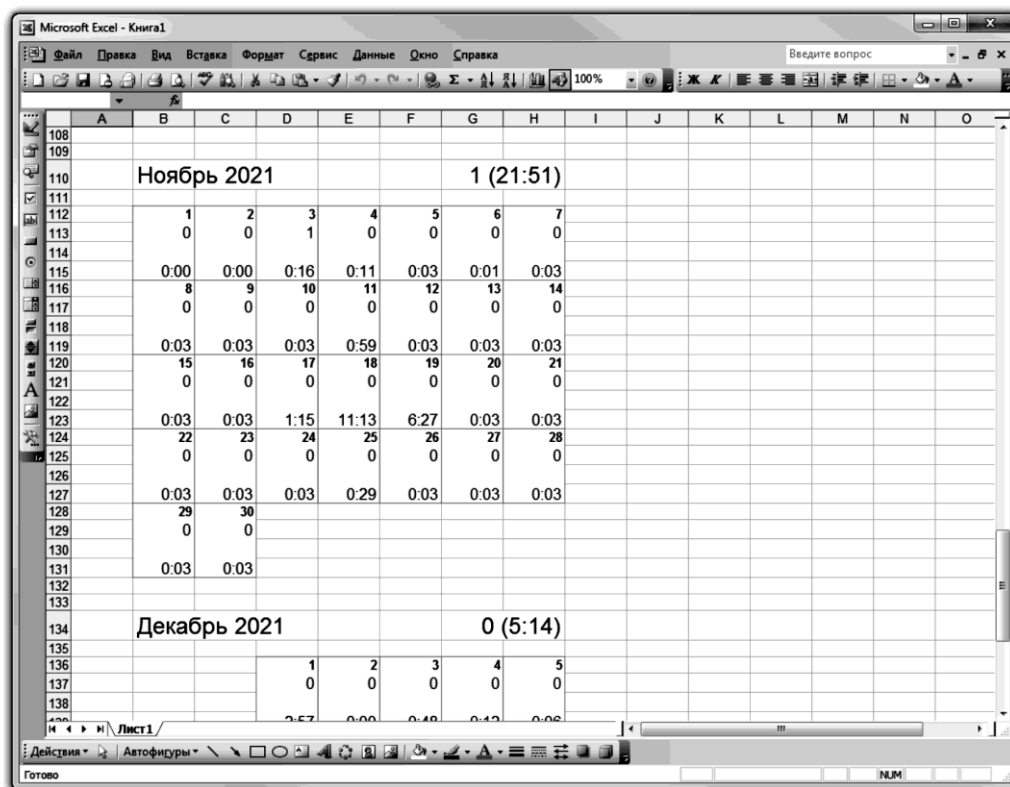 Microsoft Excel - Книга1
Файл Правка Вид Вставка Формат Сервис Данные Окно Справка Введите вопрос
Σ 100% Ж К A
fx
A B C D E F G H I J K L M N O
108
109
110 Ноябрь 2021 1 (21:51)
111
112 1 2 3 4 5 6 7
113 0 0 1 0 0 0 0
114
115 0:00 0:00 0:16 0:11 0:03 0:01 0:03
116 8 9 10 11 12 13 14
117 0 0 0 0 0 0 0
118
119 0:03 0:03 0:03 0:59 0:03 0:03 0:03
120 15 16 17 18 19 20 21
121 0 0 0 0 0 0 0
122
123 0:03 0:03 1:15 11:13 6:27 0:03 0:03
124 22 23 24 25 26 27 28
125 0 0 0 0 0 0 0
126
127 0:03 0:03 0:03 0:29 0:03 0:03 0:03
128 29 30
129 0 0
130
131 0:03 0:03
132
133
134 Декабрь 2021 0 (5:14)
135
136 1 2 3 4 5
137 0 0 0 0 0
138
Лист1
Действия Автофигуры A
Готово NUM